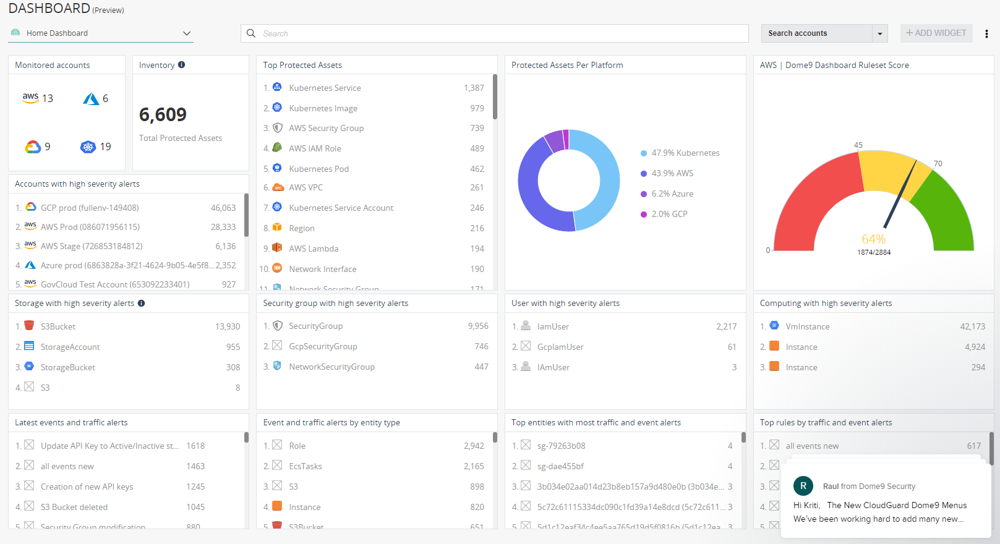 DASHBOARD (Preview)
Home Dashboard
Search
Search accounts
+ ADD WIDGET
Monitored accounts
aws 13
6
9
19
Inventory
6,609
Total Protected Assets
Top Protected Assets
1. Kubernetes Service 1,387
2. Kubernetes Image 979
3. AWS Security Group 739
4. AWS IAM Role 489
5. Kubernetes Pod 462
6. VPC AWS VPC 261
7. Kubernetes Service Account 246
8. Region 216
9. AWS Lambda 194
10. Network Interface 190
11. Network Security Group 171
Protected Assets Per Platform
47.9% Kubernetes
43.9% AWS
6.2% Azure
2.0% GCP
AWS | Dome9 Dashboard Ruleset Score
0
45
70
64%
1874/2884
Accounts with high severity alerts
1. GCP prod (fullenv-149408) 46,063
2. aws AWS Prod (086071956115) 28,333
3. aws AWS Stage (726853184812) 6,136
4. Azure prod (6863828a-3f21-4624-9b05-4e5f8... 2,352
5. aws GovCloud Test Account (653092233401) 927
Storage with high severity alerts
1. S3Bucket 13,930
2. StorageAccount 955
3. StorageBucket 308
4. S3 8
Security group with high severity alerts
1. SecurityGroup 9,956
2. GcpSecurityGroup 746
3. NetworkSecurityGroup 447
User with high severity alerts
1. IamUser 2,217
2. GcpIamUser 61
3. IAmUser 3
Computing with high severity alerts
1. VmInstance 42,173
2. Instance 4,924
3. Instance 294
Latest events and traffic alerts
1. Update API Key to Active/Inactive st... 1618
2. all events new 1463
3. Creation of new API keys 1245
4. S3 Bucket deleted 1045
5. Security Group modification 880
Event and traffic alerts by entity type
1. Role 2,942
2. EcsTasks 2,165
3. S3 898
4. Instance 820
5. S3Bucket 651
Top entities with most traffic and event alerts
1. sg-79263b08 4
2. sg-dae455bf 4
3. 3b034e02aa014d23b8eb157a9d480e0b (3b034e... 3
4. 5c72c61115334dc090c1fd39a14e8dcd (5c72c611... 3
5. 5d1c12eaf34c4ee5aa765d19d5f0816b (5d1c12ea... 3
Top rules by traffic and event alerts
1. all events new 617
2.
3.
4.
5.
R
Raul from Dome9 Security
Hi Kriti, The New CloudGuard Dome9 Menus
We've been working hard to add many new...